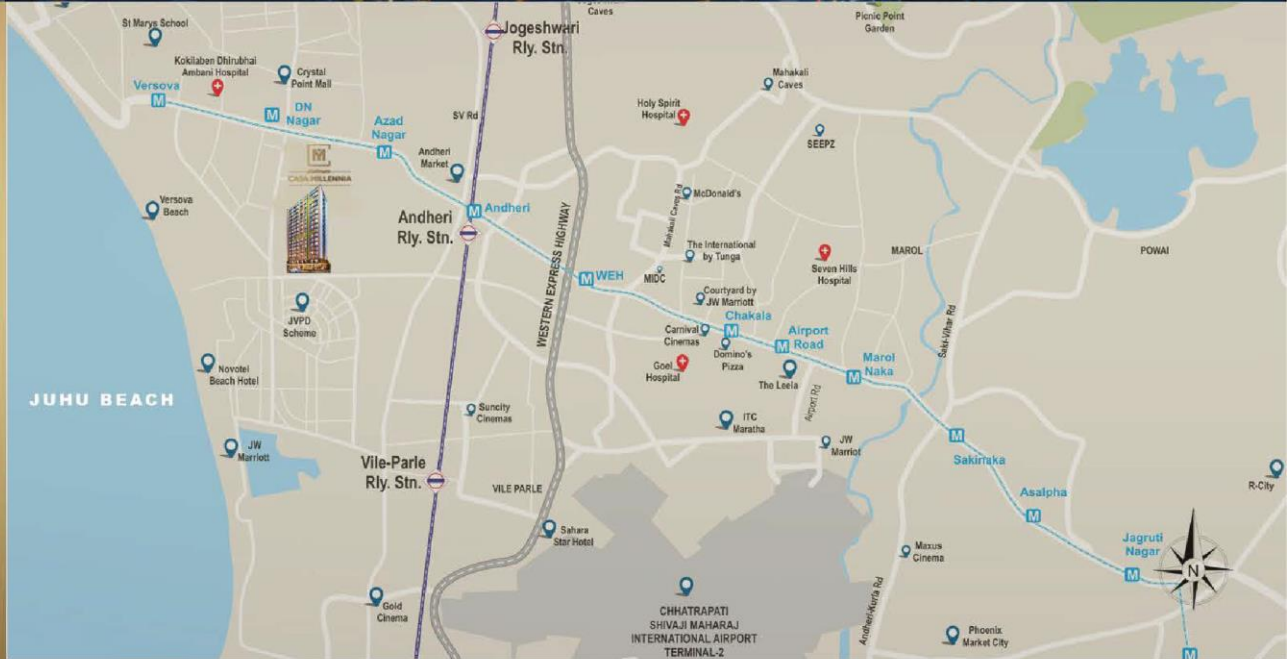 Caves
Jogeshwari
Rly. Stn.
Picnic Point
Garden
St Marys School
Kokilaben Dhirubhai
Ambani Hospital
Crystal
Point Mall
Versova
DN
Nagar
Azad
Nagar
SV Rd
Mahakali
Caves
Holy Spirit
Hospital
SEEPZ
CASA MILLENNIA
Andheri
Market
Versova
Beach
Andheri
Andheri
Rly. Stn.
WESTERN EXPRESS HIGHWAY
McDonald's
Mahakali Caves Rd
The International
by Tunga
Seven Hills
Hospital
MAROL
POWAI
WEH
MIDC
Courtyard by
JW Marriott
JVPD
Scheme
Carnival
Cinemas
Chakala
Domino's
Pizza
Airport
Road
Saki-Vihar Rd
Goel
Hospital
The Leela
Marol
Naka
Novotel
Beach Hotel
JUHU BEACH
Suncity
Cinemas
ITC
Maratha
Airport Rd
JW
Marriot
JW
Marriott
Sakinaka
Vile-Parle
Rly. Stn.
VILE PARLE
R-City
Asalpha
Sahara
Star Hotel
Maxus
Cinema
Jagruti
Nagar
N
Gold
Cinema
CHHATRAPATI
SHIVAJI MAHARAJ
INTERNATIONAL AIRPORT
TERMINAL-2
Andheri-Kurla Rd
Phoenix
Market City